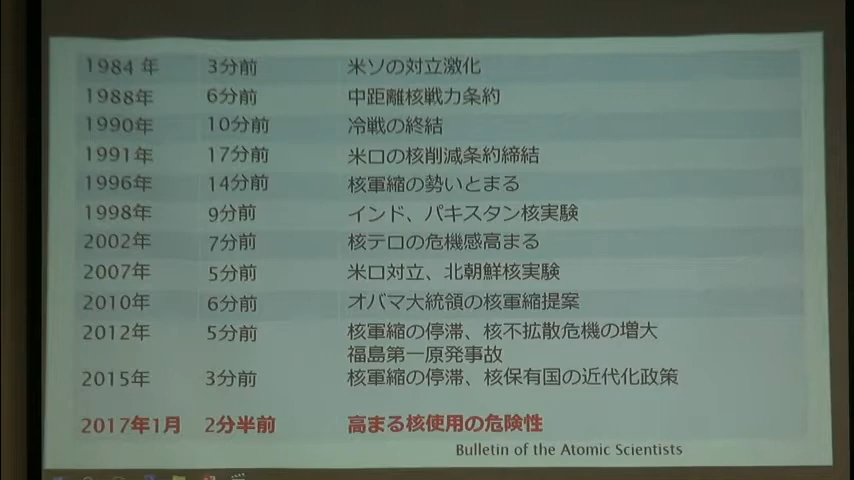 1984年 3分前 米ソの対立激化
1988年 6分前 中距離核戦力条約
1990年 10分前 冷戦の終結
1991年 17分前 米ロの核削減条約締結
1996年 14分前 核軍縮の勢いとまる
1998年 9分前 インド、パキスタン核実験
2002年 7分前 核テロの危機感高まる
2007年 5分前 米ロ対立、北朝鮮核実験
2010年 6分前 オバマ大統領の核軍縮提案
2012年 5分前 核軍縮の停滞、核不拡散危機の増大
福島第一原発事故
2015年 3分前 核軍縮の停滞、核保有国の近代化政策
2017年1月 2分半前 高まる核使用の危険性
Bulletin of the Atomic Scientists